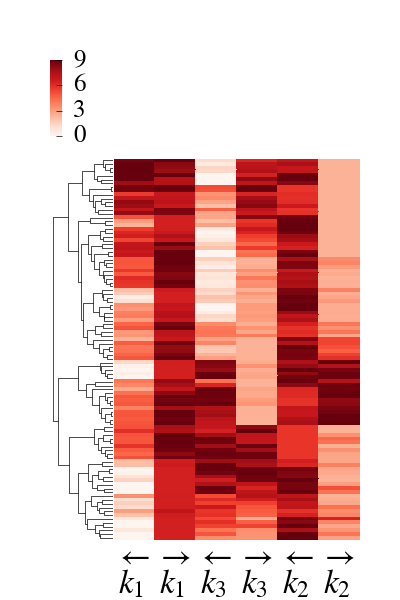 9
6
3
0
← → ← → ← →
k₁ k₁ k₃ k₃ k₂ k₂